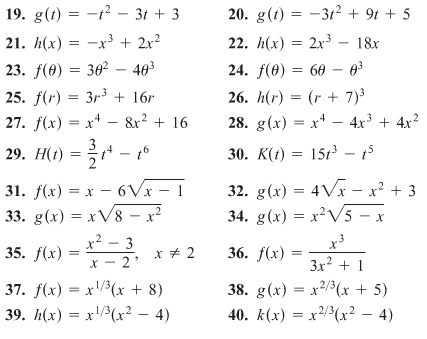 19. g(t) = −t² − 3t + 3
20. g(t) = −3t² + 9t + 5
21. h(x) = −x³ + 2x²
22. h(x) = 2x³ − 18x
23. f(θ) = 3θ² − 4θ³
24. f(θ) = 6θ − θ³
25. f(r) = 3r³ + 16r
26. h(r) = (r + 7)³
27. f(x) = x⁴ − 8x² + 16
28. g(x) = x⁴ − 4x³ + 4x²
29. H(t) = 3/2 t⁴ − t⁶
30. K(t) = 15t³ − t⁵
31. f(x) = x − 6√(x − 1)
32. g(x) = 4√x − x² + 3
33. g(x) = x√(8 − x²)
34. g(x) = x²√(5 − x)
35. f(x) = (x² − 3)/(x − 2), x ≠ 2
36. f(x) = x³/(3x² + 1)
37. f(x) = x^(1/3)(x + 8)
38. g(x) = x^(2/3)(x + 5)
39. h(x) = x^(1/3)(x² − 4)
40. k(x) = x^(2/3)(x² − 4)